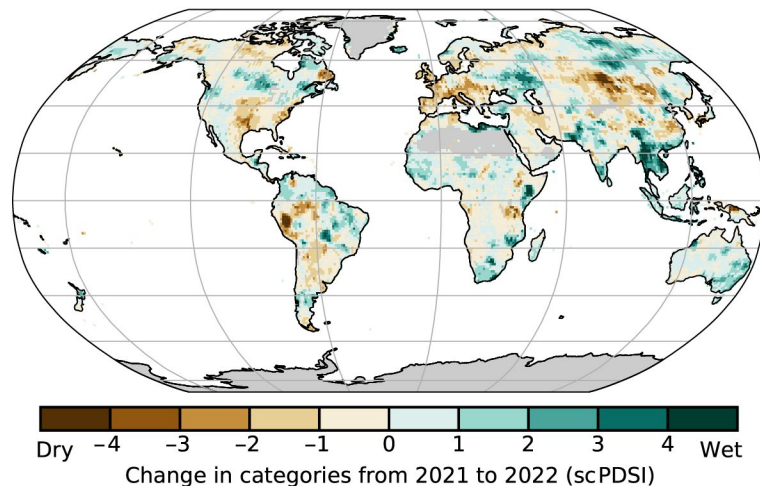 Dry −4 −3 −2 −1 0 1 2 3 4 Wet
Change in categories from 2021 to 2022 (scPDSI)